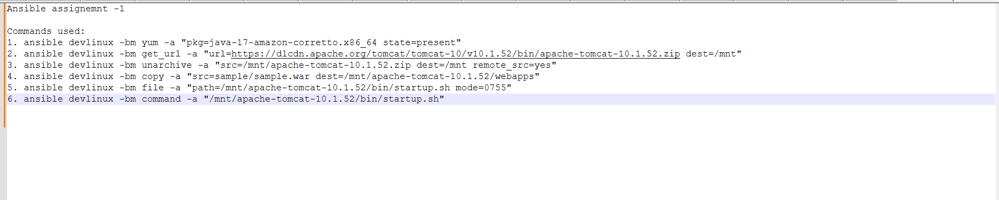 Ansible assignemnt -1
Commands used:
1. ansible devlinux -bm yum -a "pkg=java-17-amazon-corretto.x86_64 state=present"
2. ansible devlinux -bm get_url -a "url=https://dlcdn.apache.org/tomcat/tomcat-10/v10.1.52/bin/apache-tomcat-10.1.52.zip dest=/mnt"
3. ansible devlinux -bm unarchive -a "src=/mnt/apache-tomcat-10.1.52.zip dest=/mnt remote_src=yes"
4. ansible devlinux -bm copy -a "src=sample/sample.war dest=/mnt/apache-tomcat-10.1.52/webapps"
5. ansible devlinux -bm file -a "path=/mnt/apache-tomcat-10.1.52/bin/startup.sh mode=0755"
6. ansible devlinux -bm command -a "/mnt/apache-tomcat-10.1.52/bin/startup.sh"